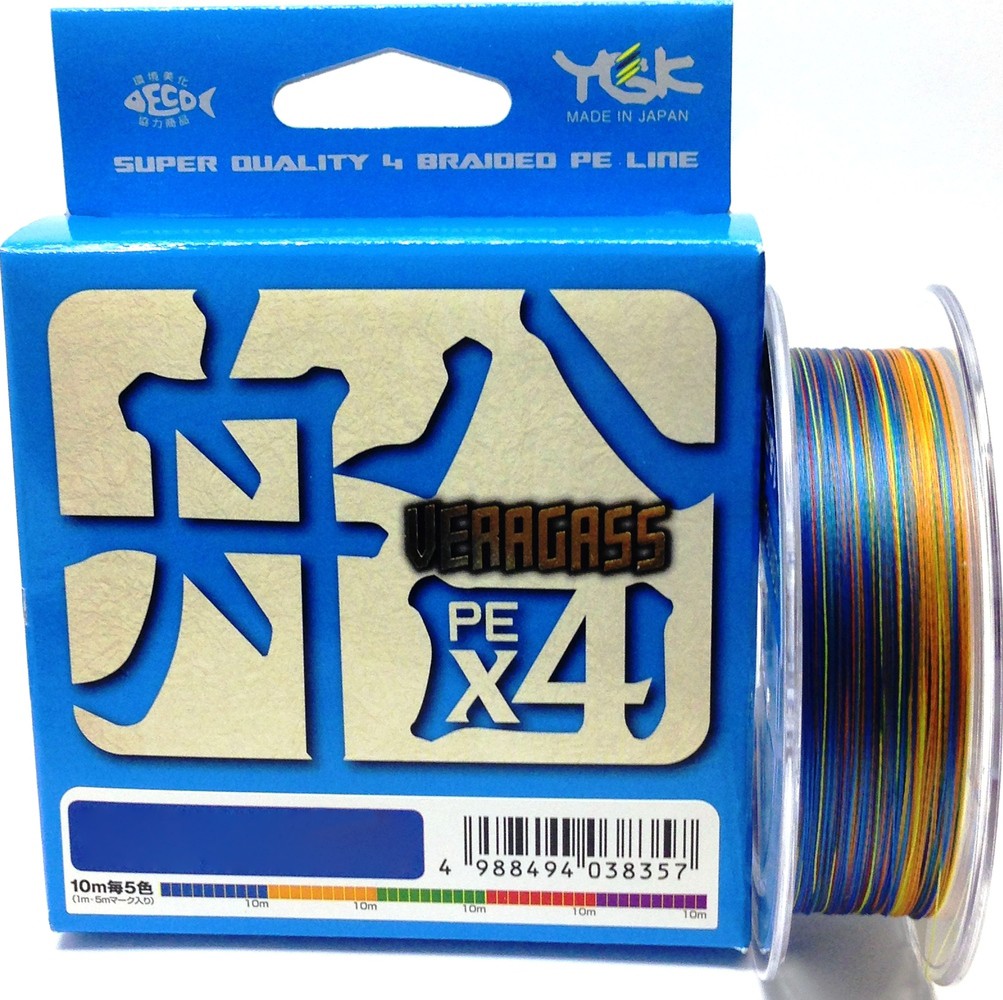 環境美化
DECO
協力商品
YGK
MADE IN JAPAN
SUPER QUALITY 4 BRAIDED PE LINE
船
VERAGASS
PE
X4
4 988494 038357
10m毎5色
(1m・5mマーク入り)
10m 10m 10m 10m 10m